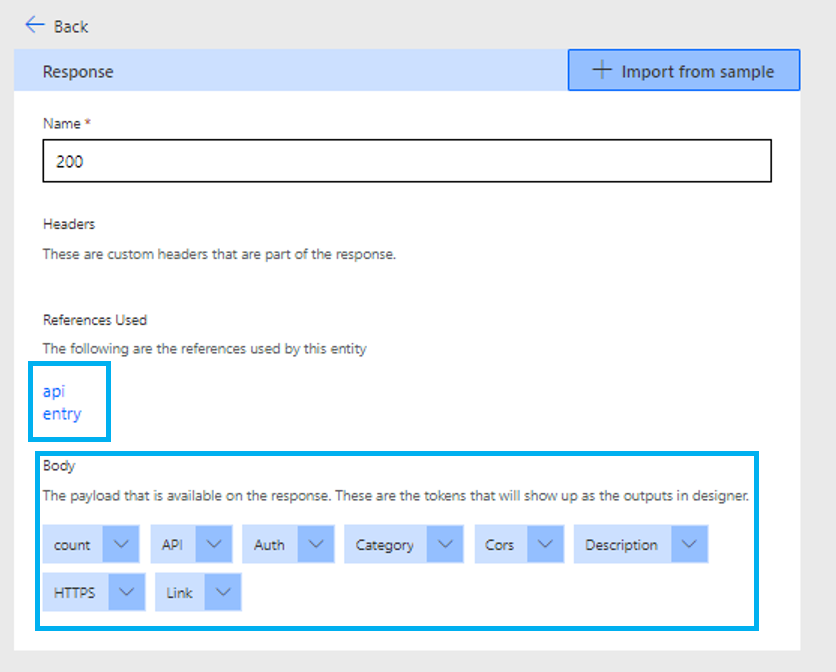 Back
Response
Import from sample
Name *
200
Headers
These are custom headers that are part of the response.
References Used
The following are the references used by this entity
api
entry
Body
The payload that is available on the response. These are the tokens that will show up as the outputs in designer.
count API Auth Category Cors Description
HTTPS Link